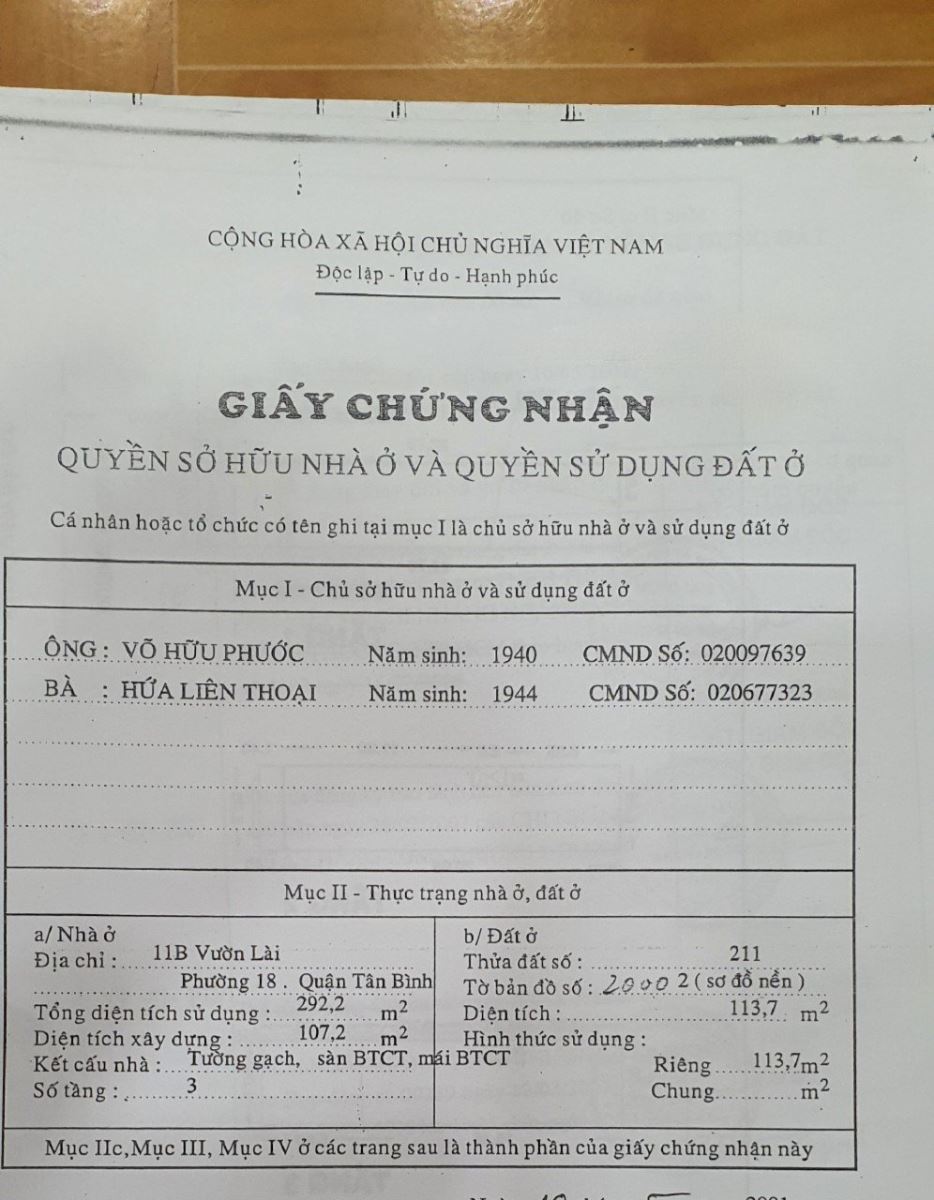 CỘNG HÒA XÃ HỘI CHỦ NGHĨA VIỆT NAM
Độc lập - Tự do - Hạnh phúc
GIẤY CHỨNG NHẬN
QUYỀN SỞ HỮU NHÀ Ở VÀ QUYỀN SỬ DỤNG ĐẤT Ở
Cá nhân hoặc tổ chức có tên ghi tại mục I là chủ sở hữu nhà ở và sử dụng đất ở
Mục I - Chủ sở hữu nhà ở và sử dụng đất ở
ÔNG : VÕ HỮU PHƯỚC Năm sinh: 1940 CMND Số: 020097639
BÀ : HỨA LIÊN THOẠI Năm sinh: 1944 CMND Số: 020677323
Mục II - Thực trạng nhà ở, đất ở
a/ Nhà ở
Địa chỉ : 11B Vườn Lài
Phường 18 . Quận Tân Bình
Tổng diện tích sử dụng : 292,2 m2
Diện tích xây dựng : 107,2 m2
Kết cấu nhà : Tường gạch, sàn BTCT, mái BTCT
Số tầng : 3
b/ Đất ở
Thửa đất số : 211
Tờ bản đồ số : 2 ( sơ đồ nền )
Diện tích : 113,7 m2
Hình thức sử dụng :
Riêng 113,7m2
Chung m2
Mục IIc,Mục III, Mục IV ở các trang sau là thành phần của giấy chứng nhận này